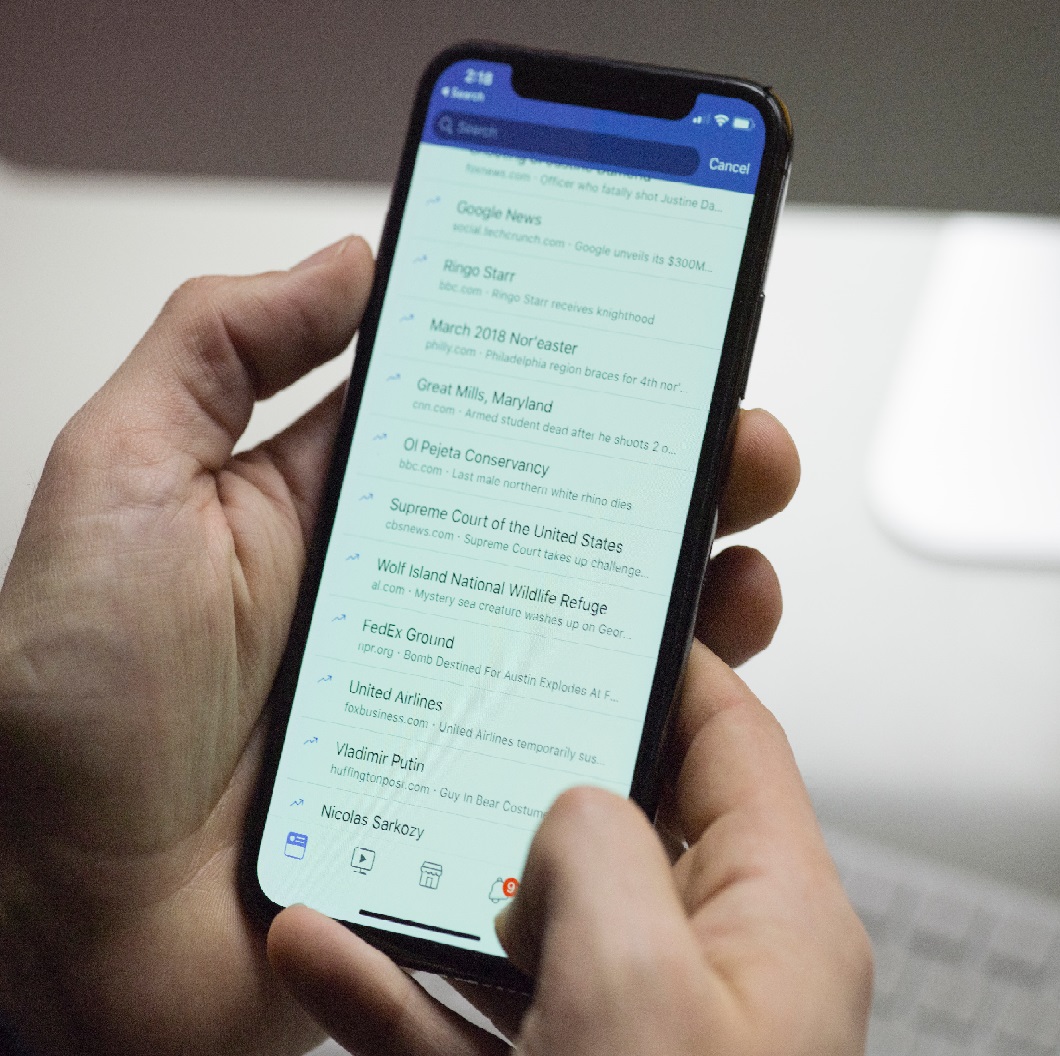 2:18
Search
Search
Cancel
foxnews.com · Officer who fatally shot Justine Da...
Google News
social.techcrunch.com · Google unveils its $300M...
Ringo Starr
bbc.com · Ringo Starr receives knighthood
March 2018 Nor'easter
philly.com · Philadelphia region braces for 4th nor'...
Great Mills, Maryland
cnn.com · Armed student dead after he shoots 2 o...
Ol Pejeta Conservancy
bbc.com · Last male northern white rhino dies
Supreme Court of the United States
cbsnews.com · Supreme Court takes up challenge...
Wolf Island National Wildlife Refuge
al.com · Mystery sea creature washes up on Geor...
FedEx Ground
npr.org · Bomb Destined For Austin Explodes At F...
United Airlines
foxbusiness.com · United Airlines temporarily sus...
Vladimir Putin
huffingtonpost.com · Guy In Bear Costum
Nicolas Sarkozy
9